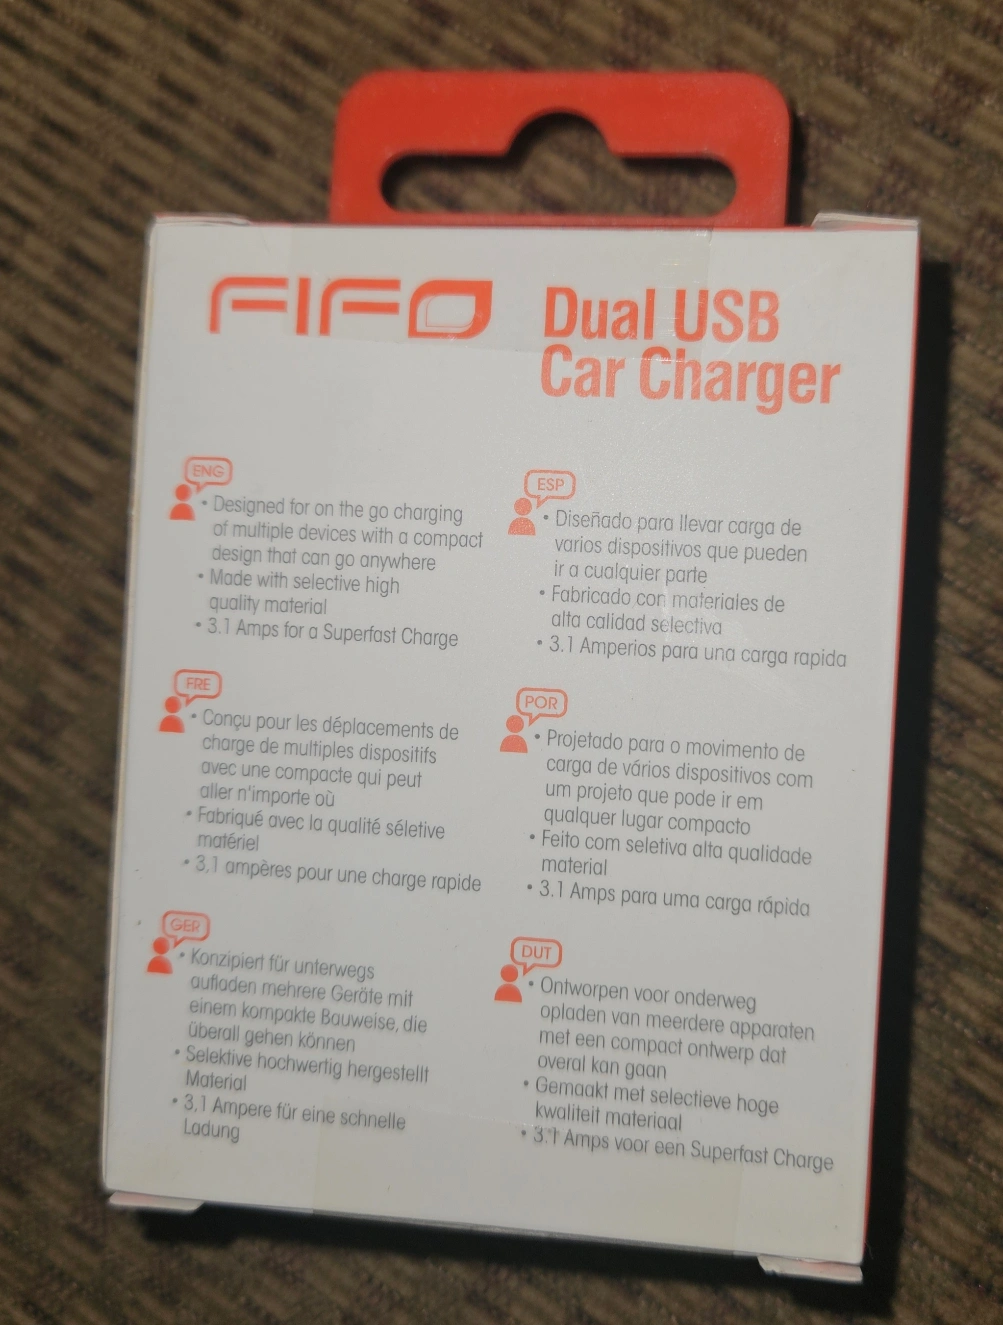 FIFO
Dual USB
Car Charger
ENG
• Designed for on the go charging
of multiple devices with a compact
design that can go anywhere
• Made with selective high
quality material
• 3.1 Amps for a Superfast Charge
FRE
• Conçu pour les déplacements de
charge de multiples dispositifs
avec une compacte qui peut
aller n'importe où
• Fabriqué avec la qualité séletive
matériel
• 3,1 ampères pour une charge rapide
GER
• Konzipiert für unterwegs
aufladen mehrere Geräte mit
einem kompakte Bauweise, die
überall gehen können
• Selektive hochwertig hergestellt
Material
• 3,1 Ampere für eine schnelle
Ladung
ESP
• Diseñado para llevar carga de
varios dispositivos que pueden
ir a cualquier parte
• Fabricado con materiales de
alta calidad selectiva
• 3.1 Amperios para una carga rapida
POR
• Projetado para o movimento de
carga de vários dispositivos com
um projeto que pode ir em
qualquer lugar compacto
• Feito com seletiva alta qualidade
material
• 3.1 Amps para uma carga rápida
DUT
• Ontworpen voor onderweg
opladen van meerdere apparaten
met een compact ontwerp dat
overal kan gaan
• Gemaakt met selectieve hoge
kwaliteit materiaal
• 3.1 Amps voor een Superfast Charge